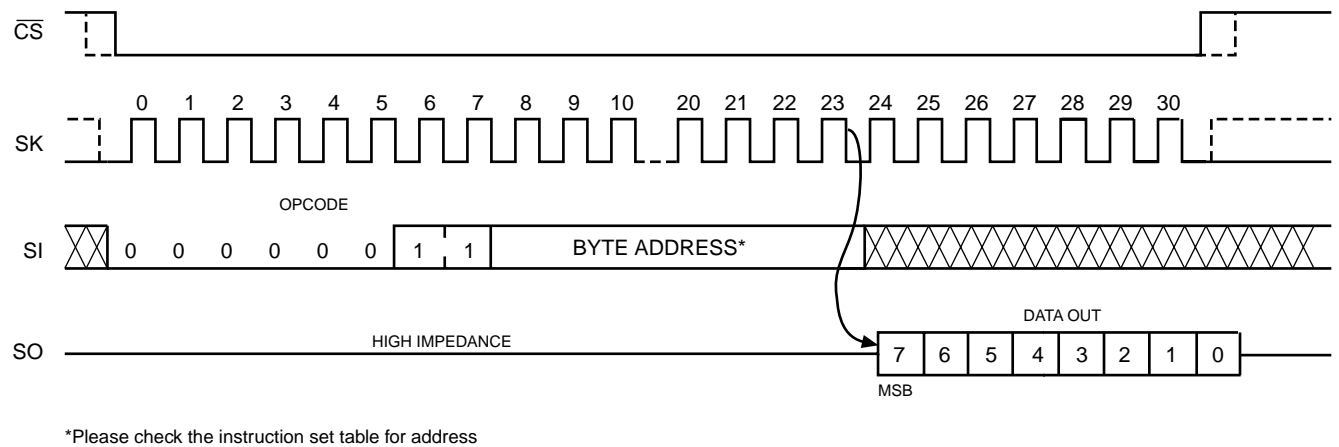 CS
0 1 2 3 4 5 6 7 8 9 10 20 21 22 23 24 25 26 27 28 29 30
SK
OPCODE
SI 0 0 0 0 0 0 1 1 BYTE ADDRESS*
DATA OUT
HIGH IMPEDANCE
SO 7 6 5 4 3 2 1 0
MSB
*Please check the instruction set table for address